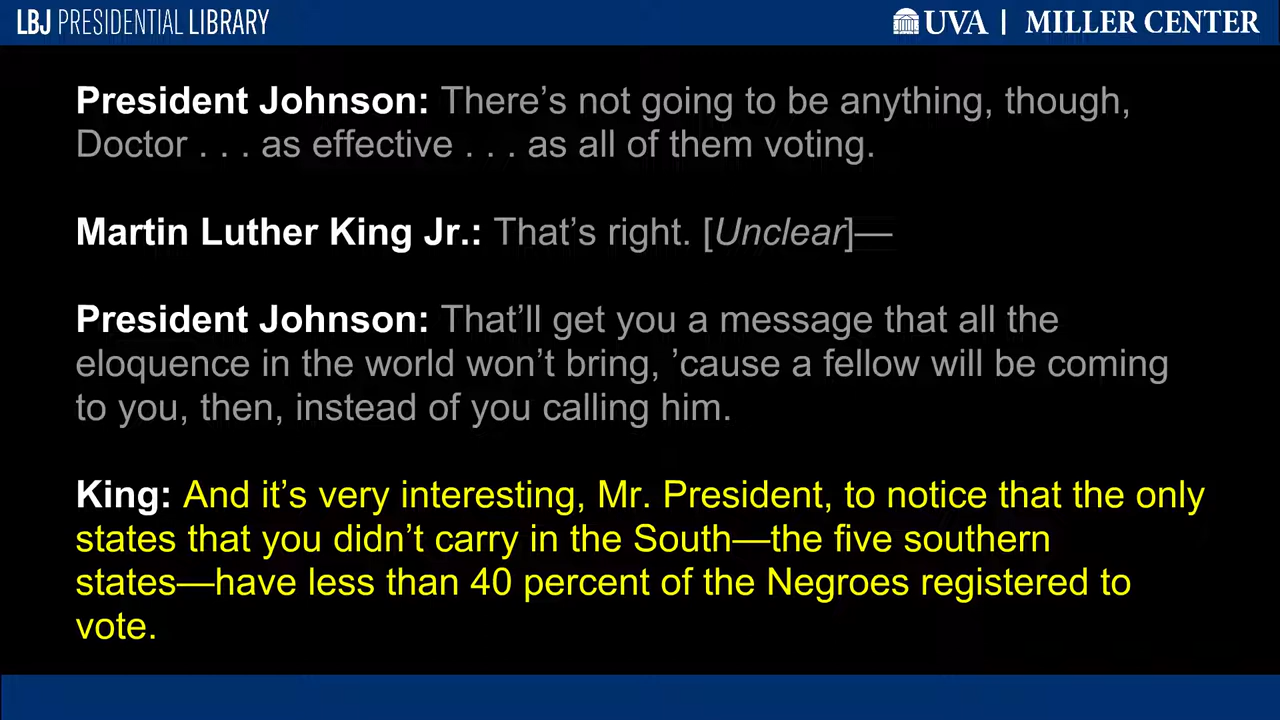 LBJ PRESIDENTIAL LIBRARY
UVA | MILLER CENTER
President Johnson: There’s not going to be anything, though,
Doctor . . . as effective . . . as all of them voting.
Martin Luther King Jr.: That’s right. [Unclear]—
President Johnson: That’ll get you a message that all the
eloquence in the world won’t bring, ’cause a fellow will be coming
to you, then, instead of you calling him.
King: And it’s very interesting, Mr. President, to notice that the only
states that you didn’t carry in the South—the five southern
states—have less than 40 percent of the Negroes registered to
vote.